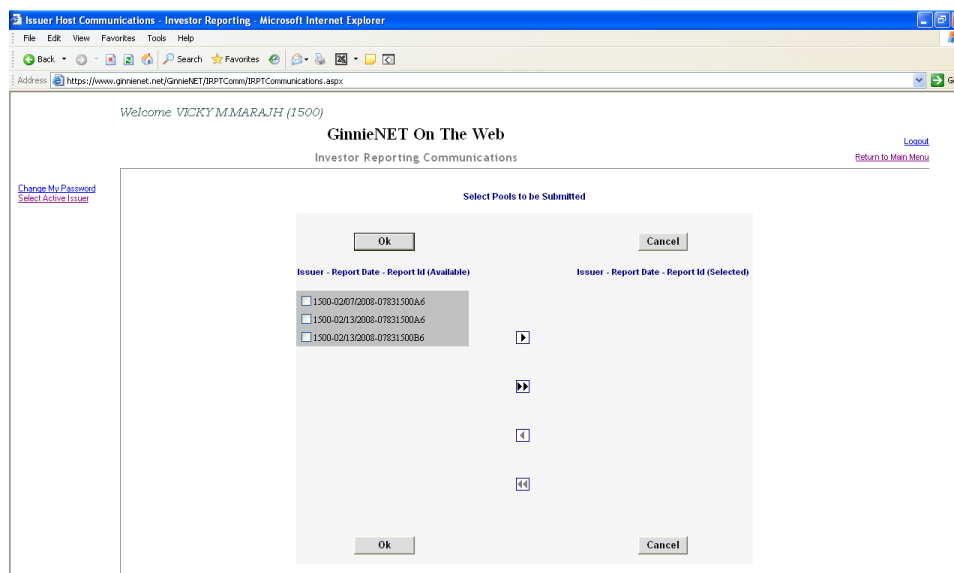 Issuer Host Communications - Investor Reporting - Microsoft Internet Explorer
File Edit View Favorites Tools Help
Back Search Favorites
Address https://www.ginnienet.net/GinnieNET/IRPTComm/IRPTCommunications.aspx
Welcome VICKY M.MARAJH (1500)
GinnieNET On The Web
Logout
Investor Reporting Communications
Return to Main Menu
Change My Password
Select Active Issuer
Select Pools to be Submitted
Ok Cancel
Issuer - Report Date - Report Id (Available) Issuer - Report Date - Report Id (Selected)
1500-02/07/2008-07831500A6
1500-02/13/2008-07831500A6
1500-02/13/2008-07831500B6
Ok Cancel